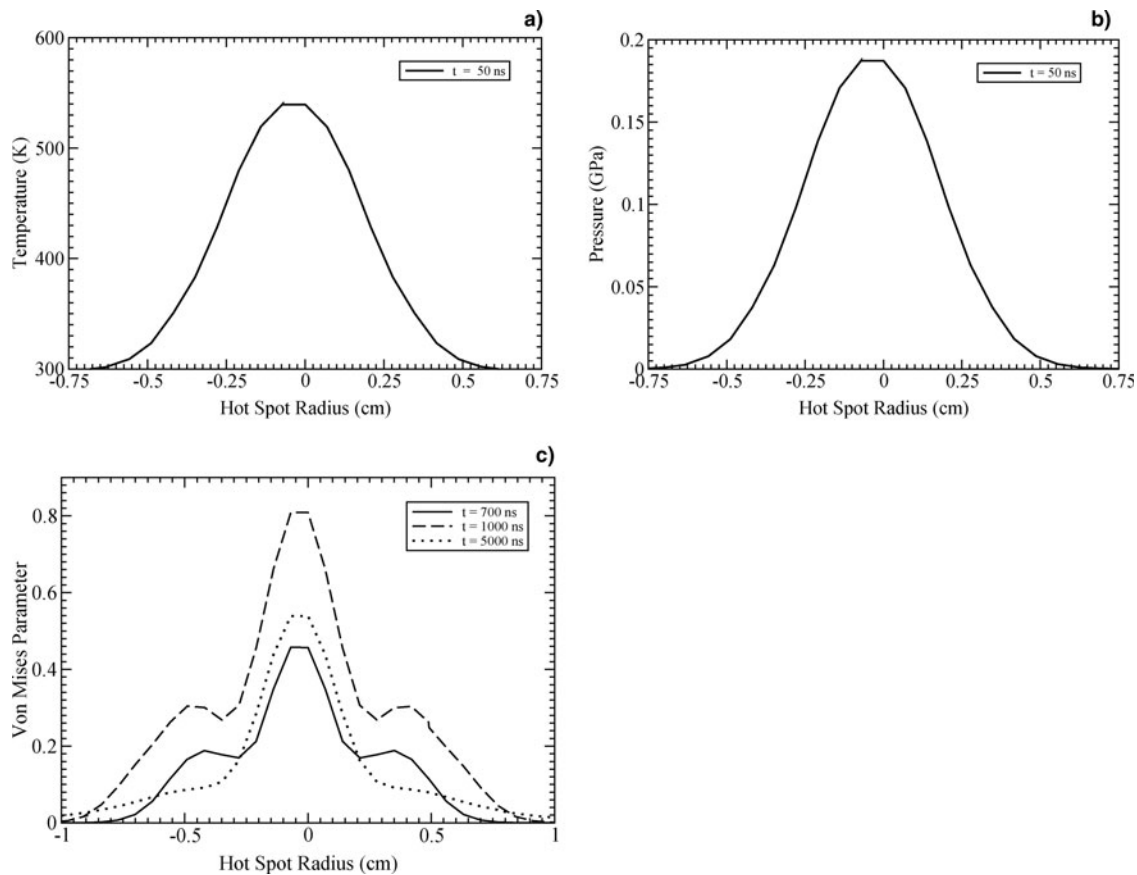 a)
600
500
400
300
Temperature (K)
t = 50 ns
-0.75 -0.5 -0.25 0 0.25 0.5 0.75
Hot Spot Radius (cm)
b)
0.2
0.15
0.1
0.05
0
Pressure (GPa)
t = 50 ns
-0.75 -0.5 -0.25 0 0.25 0.5 0.75
Hot Spot Radius (cm)
c)
0.8
0.6
0.4
0.2
0
Von Mises Parameter
t = 700 ns
t = 1000 ns
t = 5000 ns
-1 -0.5 0 0.5 1
Hot Spot Radius (cm)